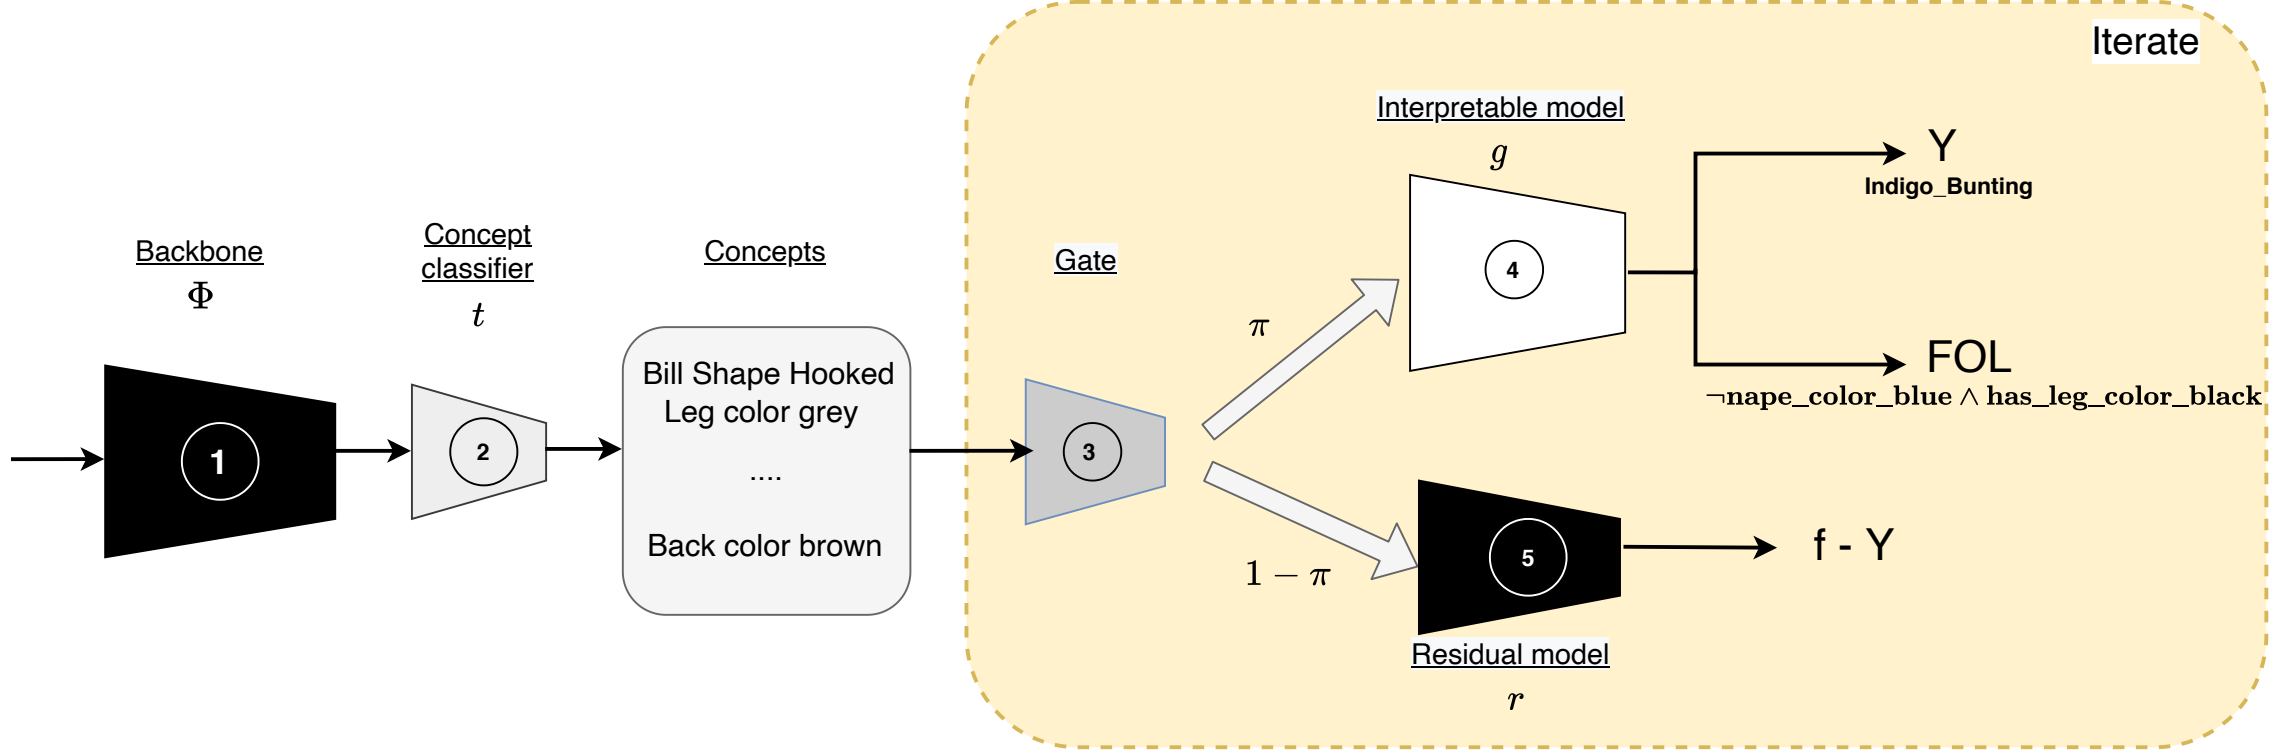 Iterate
Backbone
Φ
1
Concept
classifier
t
2
Concepts
Bill Shape Hooked
Leg color grey
....
Back color brown
Gate
3
π
1 − π
Interpretable model
g
4
Y
Indigo_Bunting
FOL
¬nape_color_blue ∧ has_leg_color_black
5
f - Y
Residual model
r